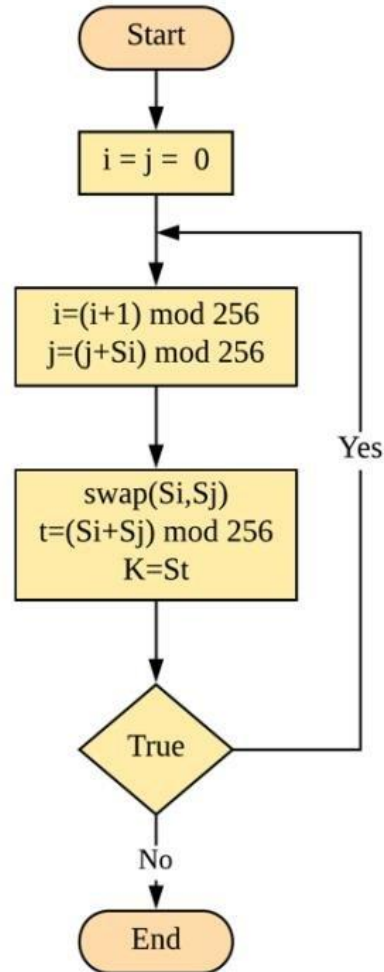 Start
i = j = 0
i=(i+1) mod 256
j=(j+Si) mod 256
Yes
swap(Si,Sj)
t=(Si+Sj) mod 256
K=St
True
No
End